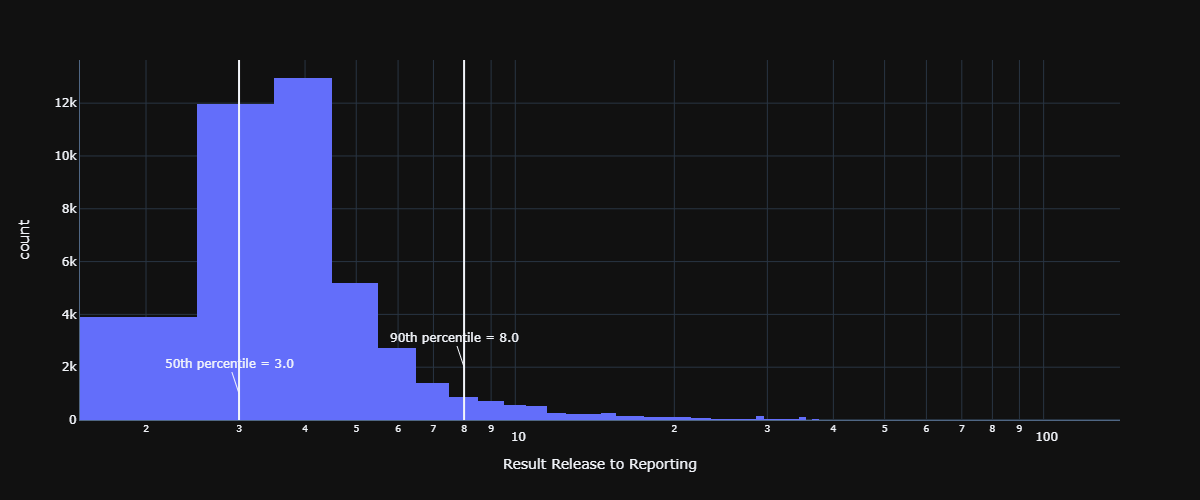 12k
10k
8k
6k
4k
2k
0
count
90th percentile = 8.0
50th percentile = 3.0
2 3 4 5 6 7 8 9 10 2 3 4 5 6 7 8 9 100
Result Release to Reporting